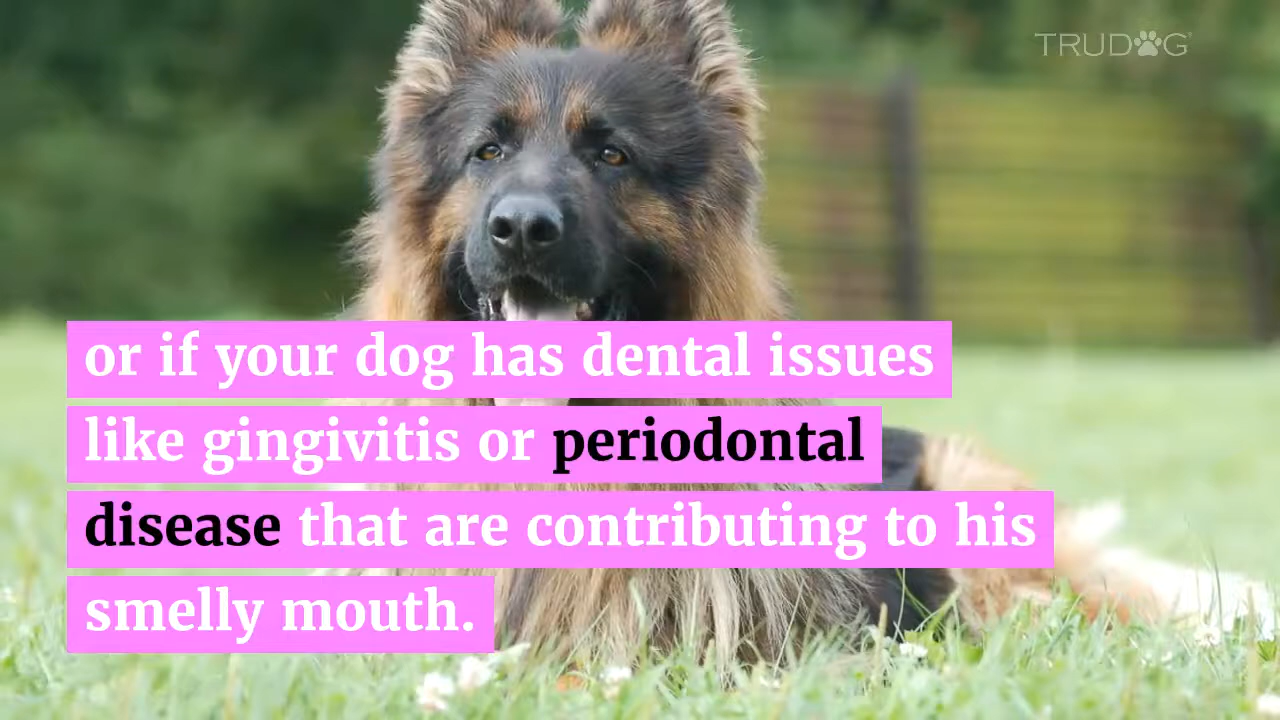 TRUDOG
or if your dog has dental issues
like gingivitis or periodontal
disease that are contributing to his
smelly mouth.